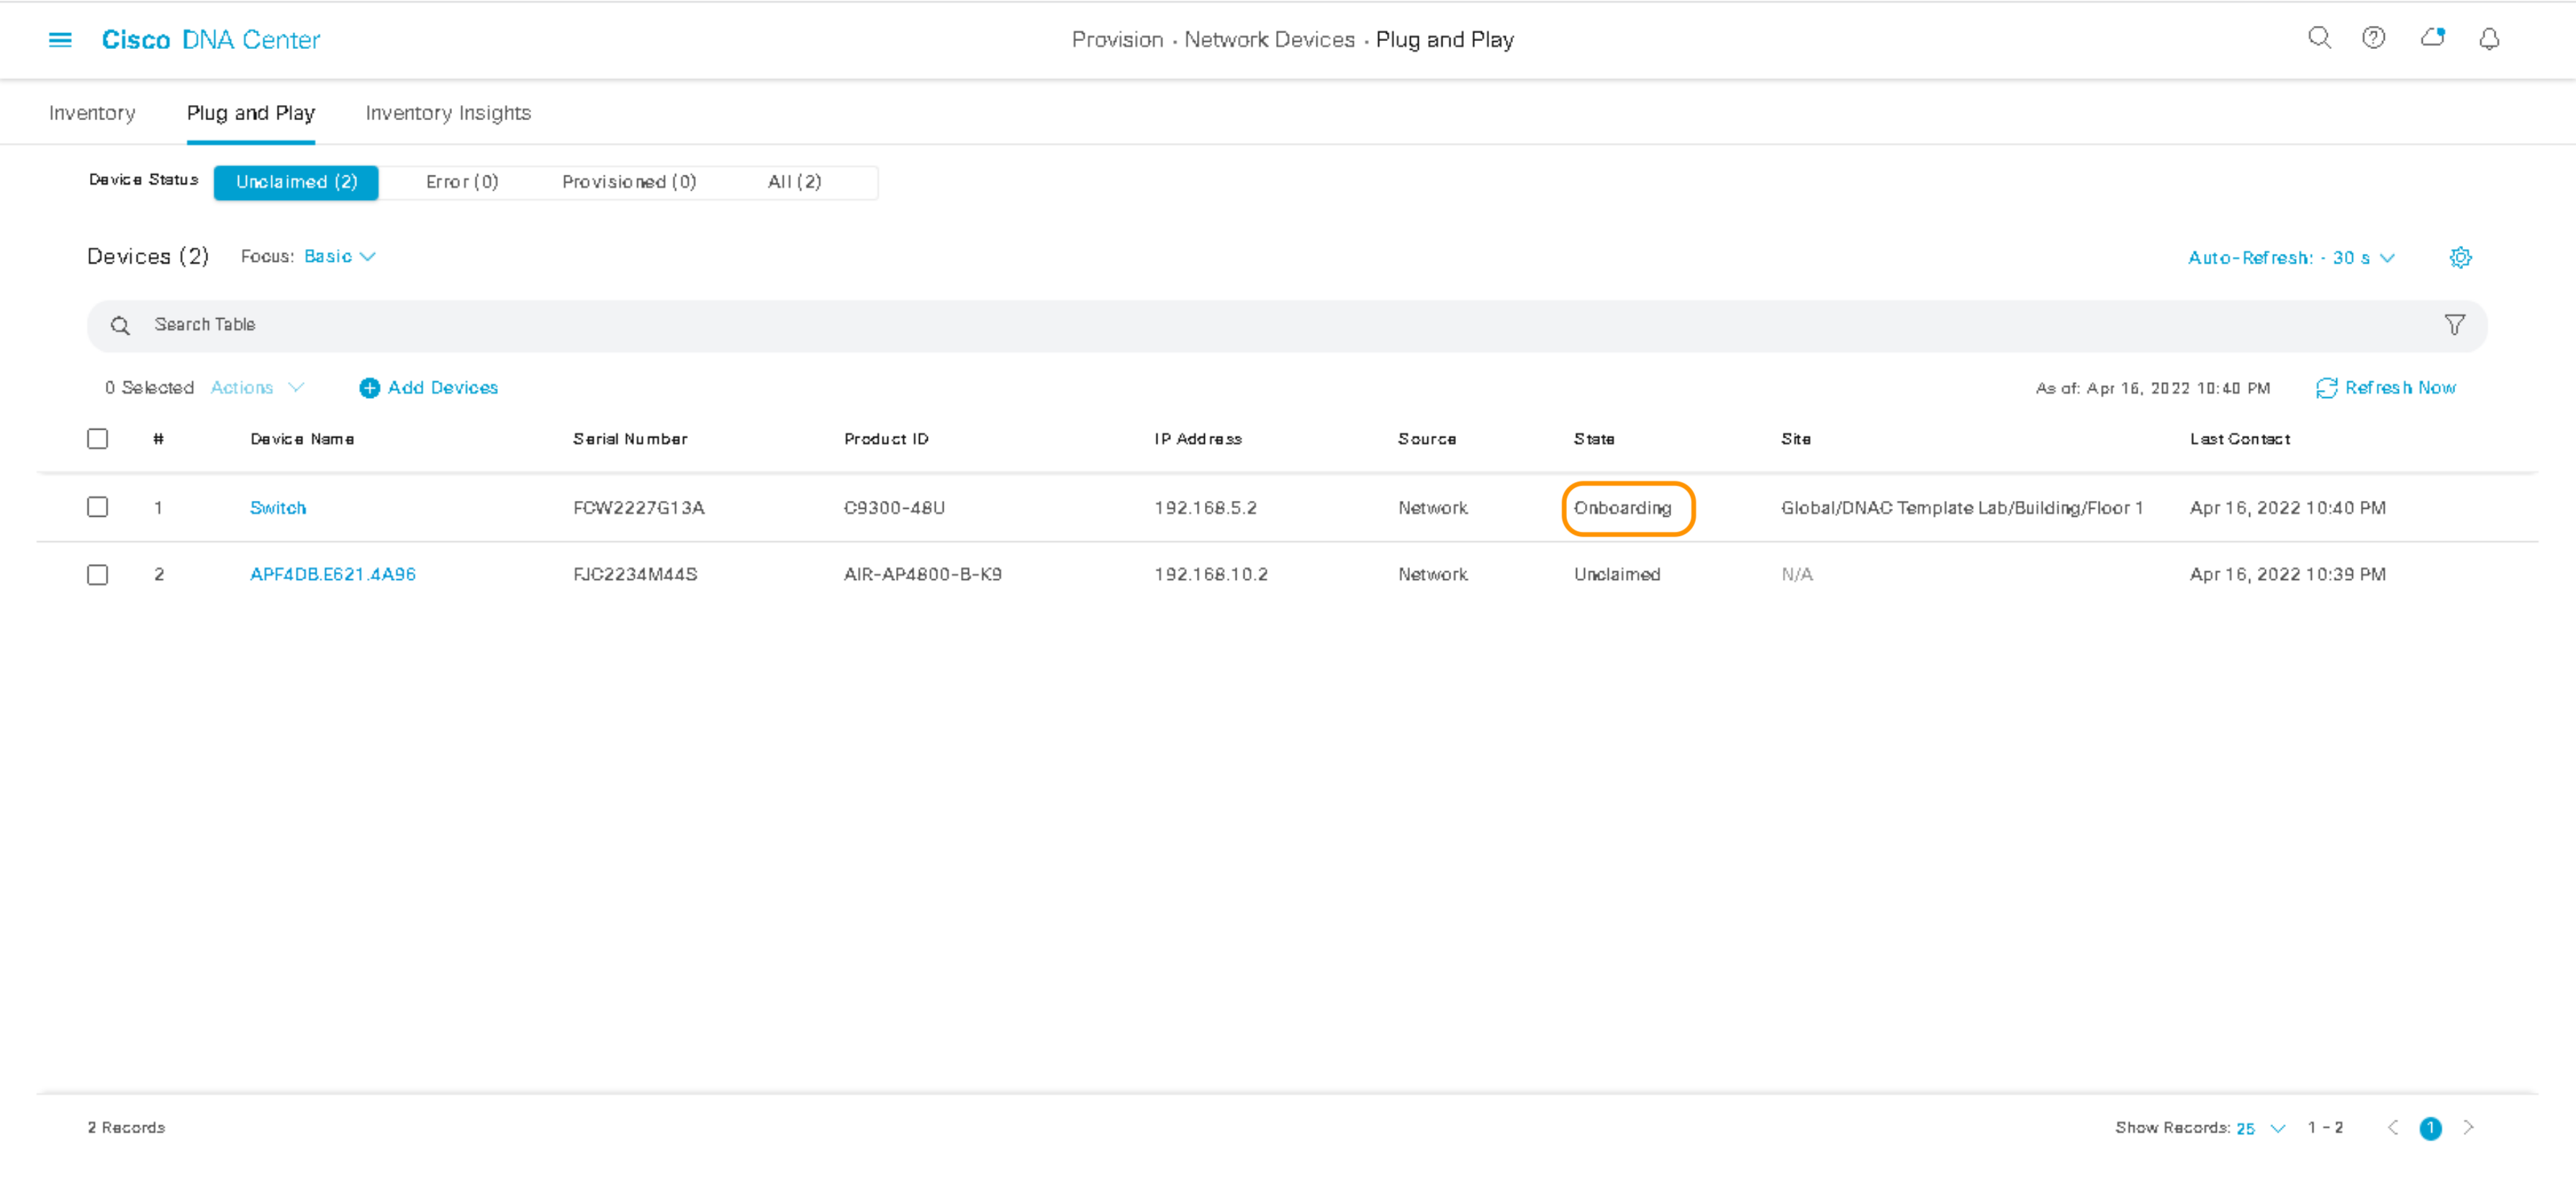 Cisco DNA Center
Provision · Network Devices · Plug and Play
Inventory Plug and Play Inventory Insights
Device Status Unclaimed (2) Error (0) Provisioned (0) All (2)
Devices (2) Focus: Basic Auto-Refresh: - 30 s
Search Table
0 Selected Actions Add Devices As of: Apr 16, 2022 10:40 PM Refresh Now
# Device Name Serial Number Product ID IP Address Source State Site Last Contact
1 Switch FCW2227G13A C9300-48U 192.168.5.2 Network Onboarding Global/DNAC Template Lab/Building/Floor 1 Apr 16, 2022 10:40 PM
2 APF4DB.E621.4A96 FJC2234M44S AIR-AP4800-B-K9 192.168.10.2 Network Unclaimed N/A Apr 16, 2022 10:39 PM
2 Records Show Records: 25 1 - 2 1